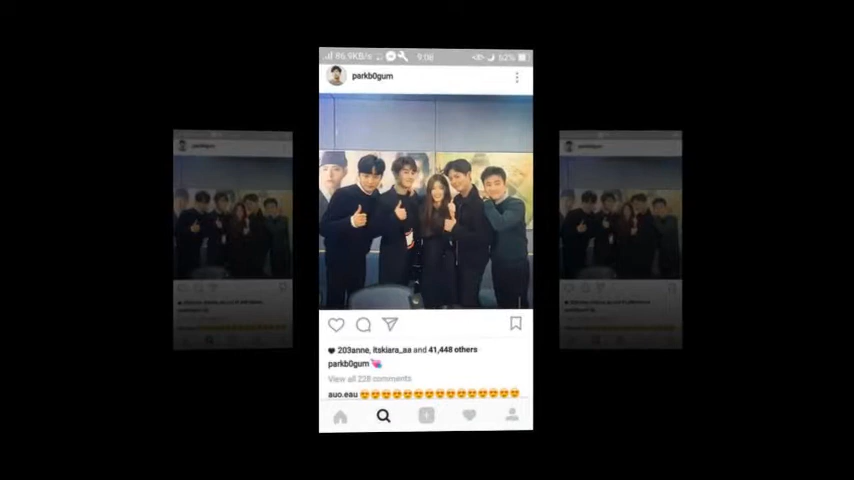 86.9KB/s ... 9:08 62%
parkb0gum
203anne, itskiara_aa and 41,448 others
parkb0gum 💘
View all 228 comments
auo.eau 😍😍😍😍😍😍😍😍😍😍😍😍😍😍😍